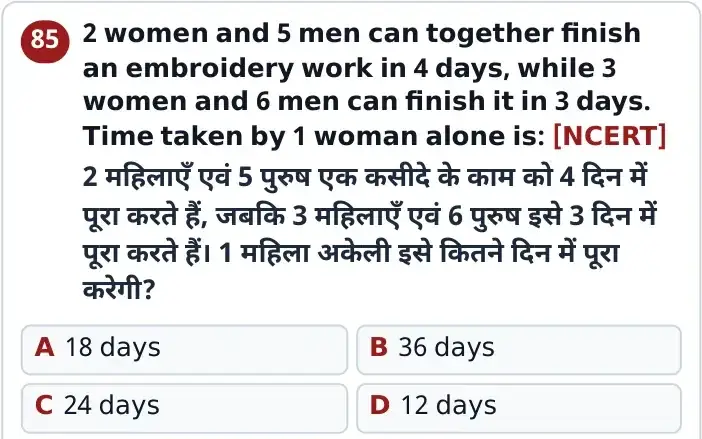 85 2 women and 5 men can together finish
an embroidery work in 4 days, while 3
women and 6 men can finish it in 3 days.
Time taken by 1 woman alone is: [NCERT]
2 महिलाएँ एवं 5 पुरुष एक कसीदे के काम को 4 दिन में
पूरा करते हैं, जबकि 3 महिलाएँ एवं 6 पुरुष इसे 3 दिन में
पूरा करते हैं। 1 महिला अकेली इसे कितने दिन में पूरा
करेगी?
A 18 days
B 36 days
C 24 days
D 12 days